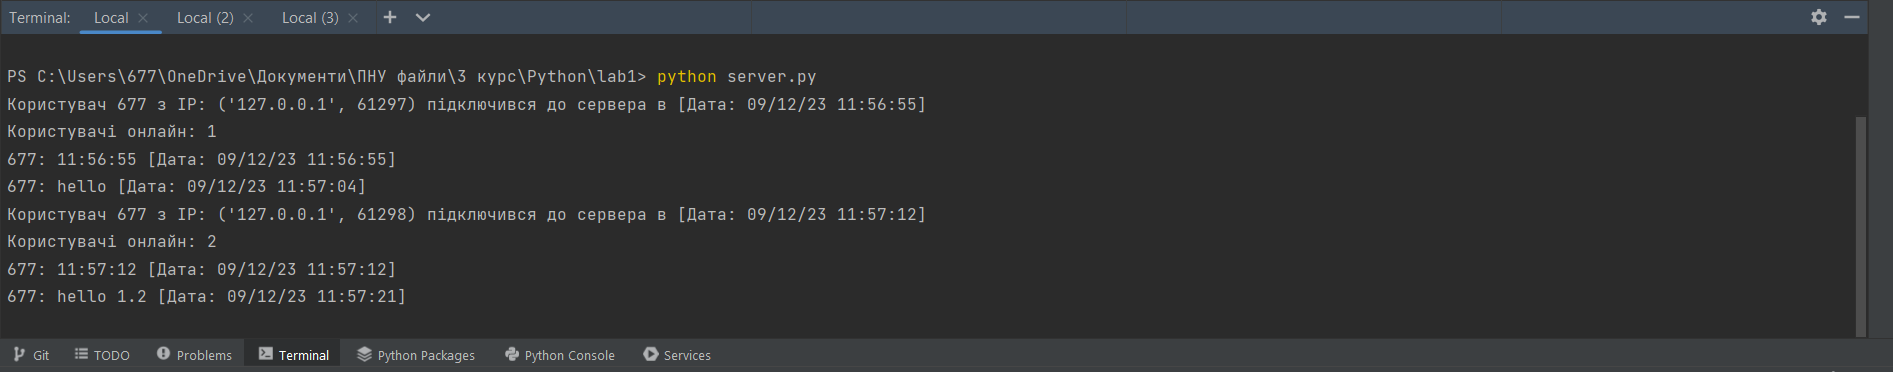 Terminal: Local × Local (2) × Local (3) ×
PS C:\Users\677\OneDrive\Документи\ПНУ файли\3 курс\Python\lab1> python server.py
Користувач 677 з IP: ('127.0.0.1', 61297) підключився до сервера в [Дата: 09/12/23 11:56:55]
Користувачі онлайн: 1
677: 11:56:55 [Дата: 09/12/23 11:56:55]
677: hello [Дата: 09/12/23 11:57:04]
Користувач 677 з IP: ('127.0.0.1', 61298) підключився до сервера в [Дата: 09/12/23 11:57:12]
Користувачі онлайн: 2
677: 11:57:12 [Дата: 09/12/23 11:57:12]
677: hello 1.2 [Дата: 09/12/23 11:57:21]
Git TODO Problems Terminal Python Packages Python Console Services